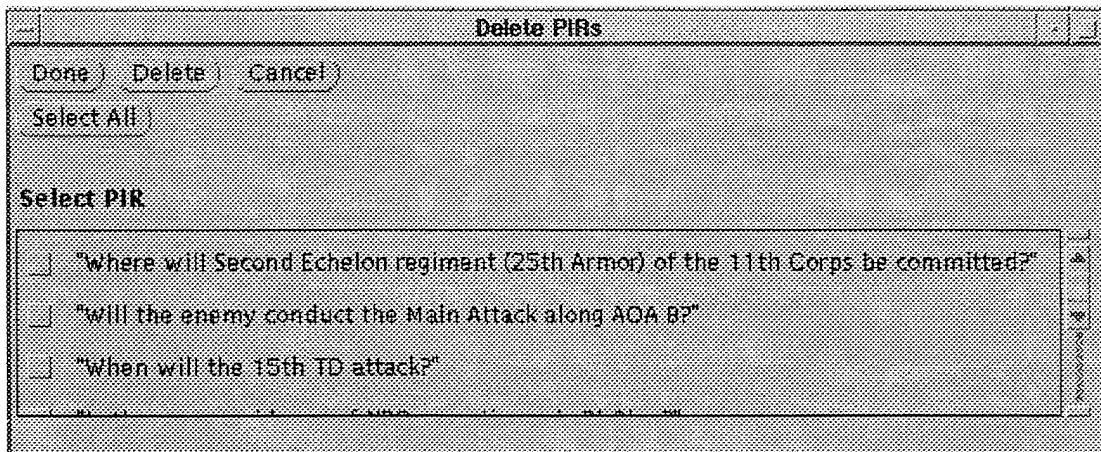 Delete PIRs
Done Delete Cancel
Select All
Select PIR
"Where will Second Echelon regiment (25th Armor) of the 11th Corps be committed?"
"Will the enemy conduct the Main Attack along AOA B?"
"When will the 15th TD attack?"